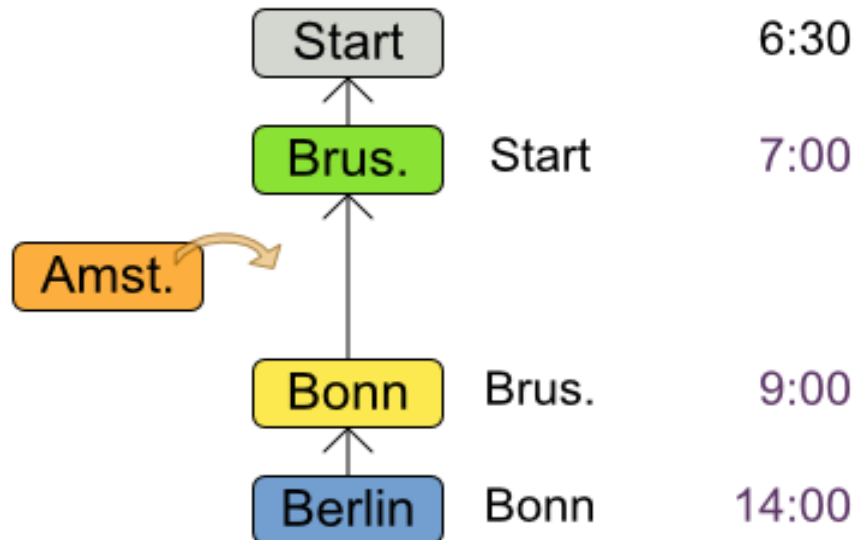 Start 6:30
Brus. Start 7:00
Amst.
Bonn Brus. 9:00
Berlin Bonn 14:00